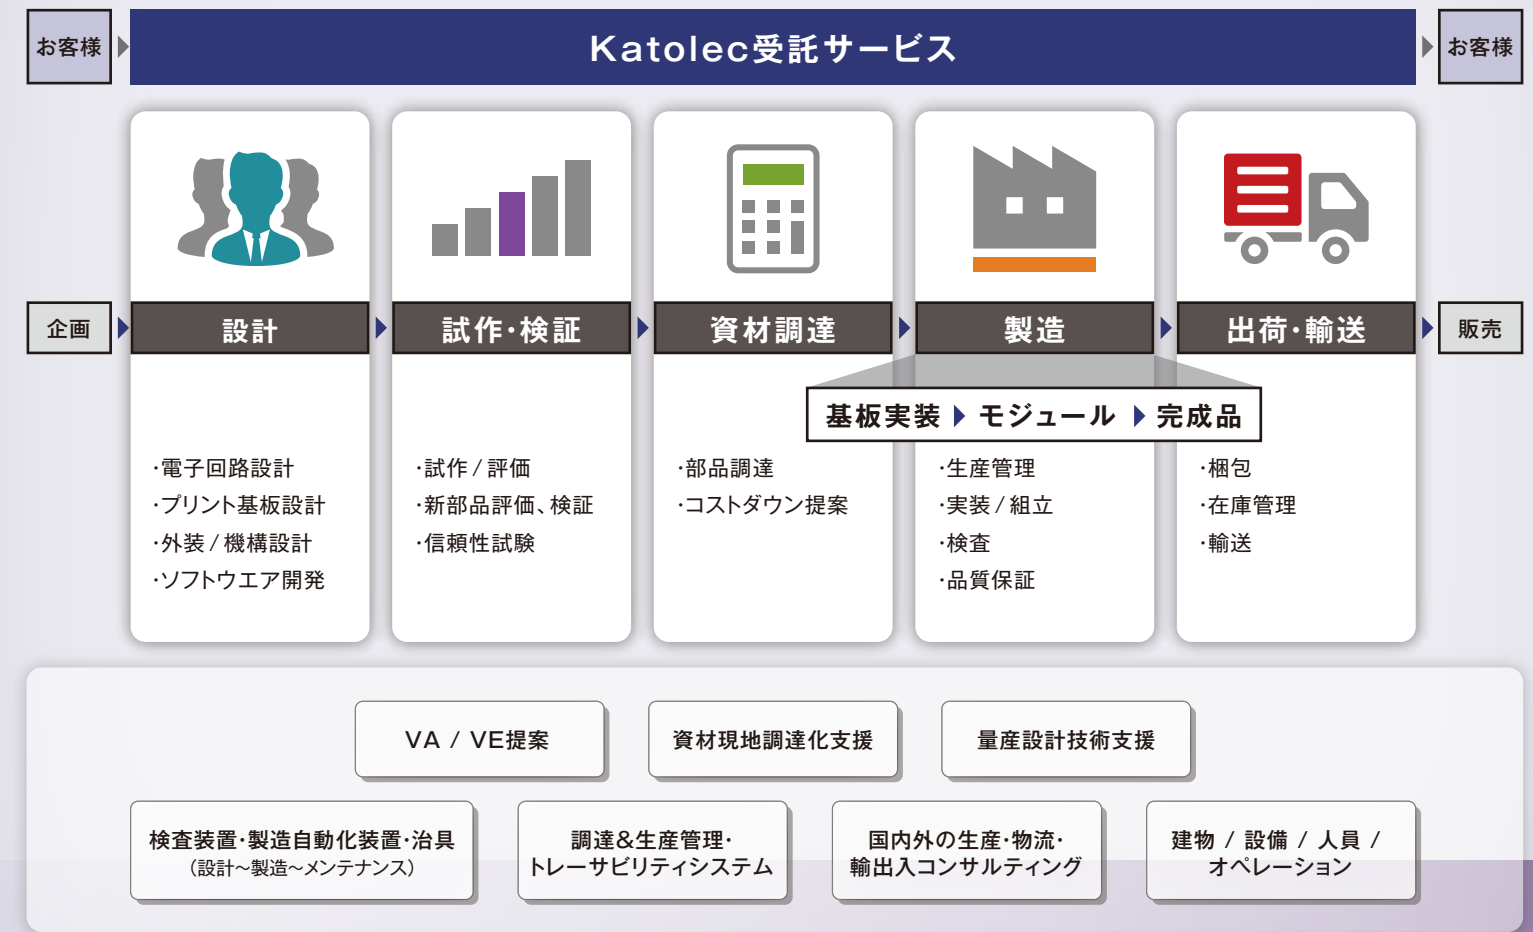 お客様
Katolec受託サービス
お客様
企画
設計
試作・検証
資材調達
製造
出荷・輸送
販売
基板実装
モジュール
完成品
・電子回路設計
・プリント基板設計
・外装 / 機構設計
・ソフトウエア開発
・試作 / 評価
・新部品評価、検証
・信頼性試験
・部品調達
・コストダウン提案
・生産管理
・実装 / 組立
・検査
・品質保証
・梱包
・在庫管理
・輸送
VA / VE提案
資材現地調達化支援
量産設計技術支援
検査装置・製造自動化装置・治具
（設計～製造～メンテナンス）
調達＆生産管理・
トレーサビリティシステム
国内外の生産・物流・
輸出入コンサルティング
建物 / 設備 / 人員 /
オペレーション